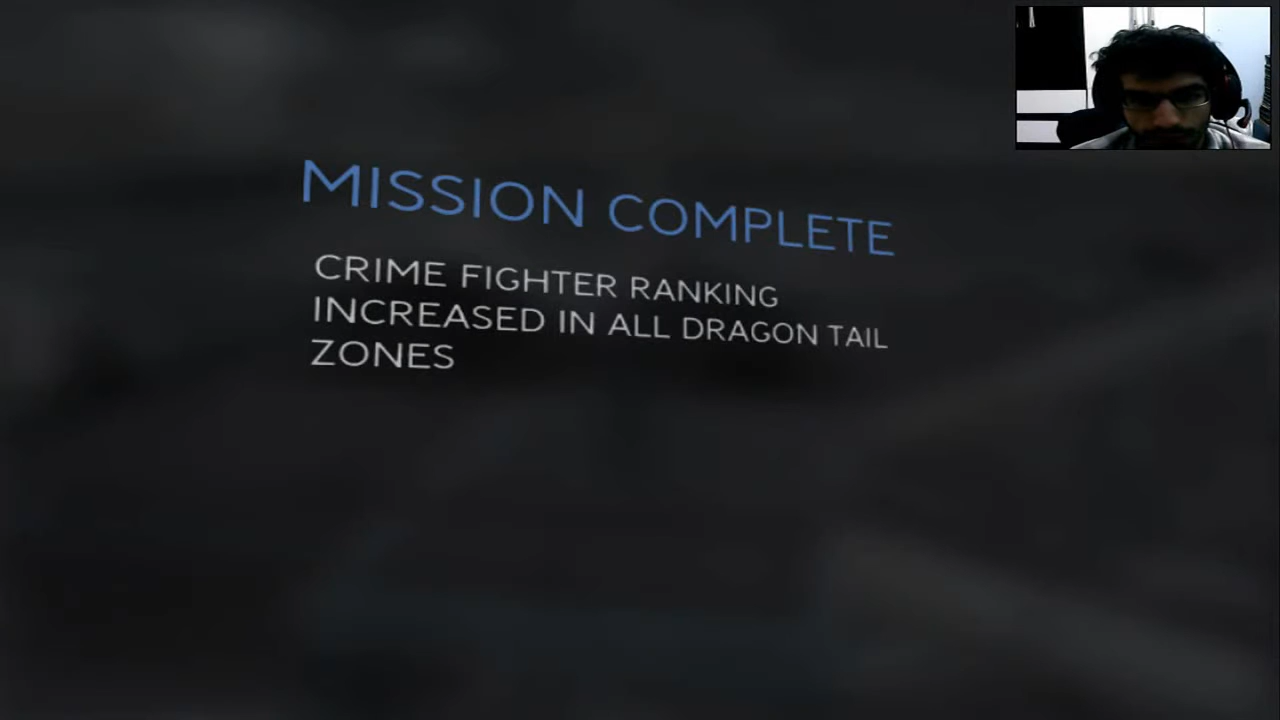 MISSION COMPLETE
CRIME FIGHTER RANKING
INCREASED IN ALL DRAGON TAIL
ZONES